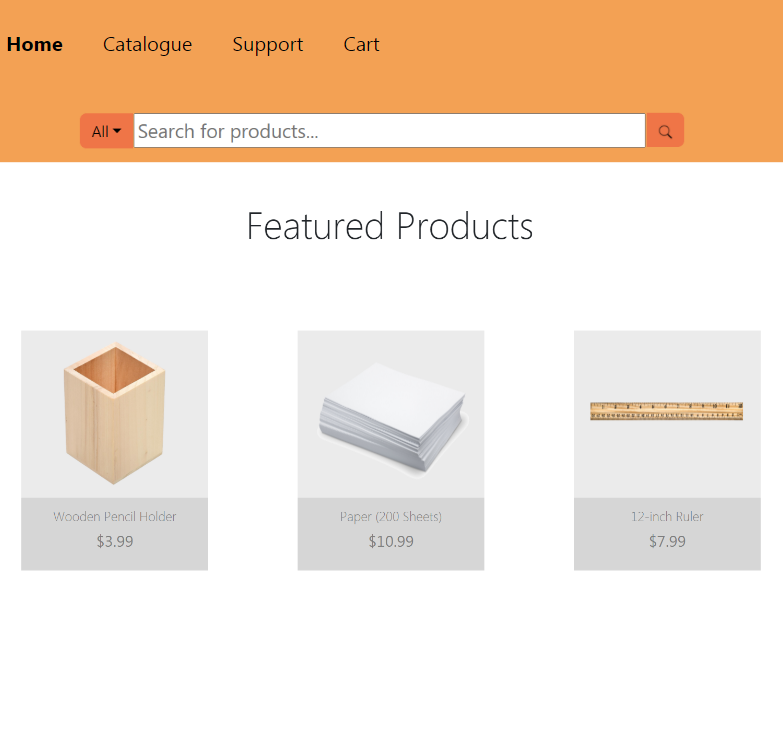 Home Catalogue Support Cart
All Search for products...
Featured Products
Wooden Pencil Holder
$3.99
Paper (200 Sheets)
$10.99
12-inch Ruler
$7.99